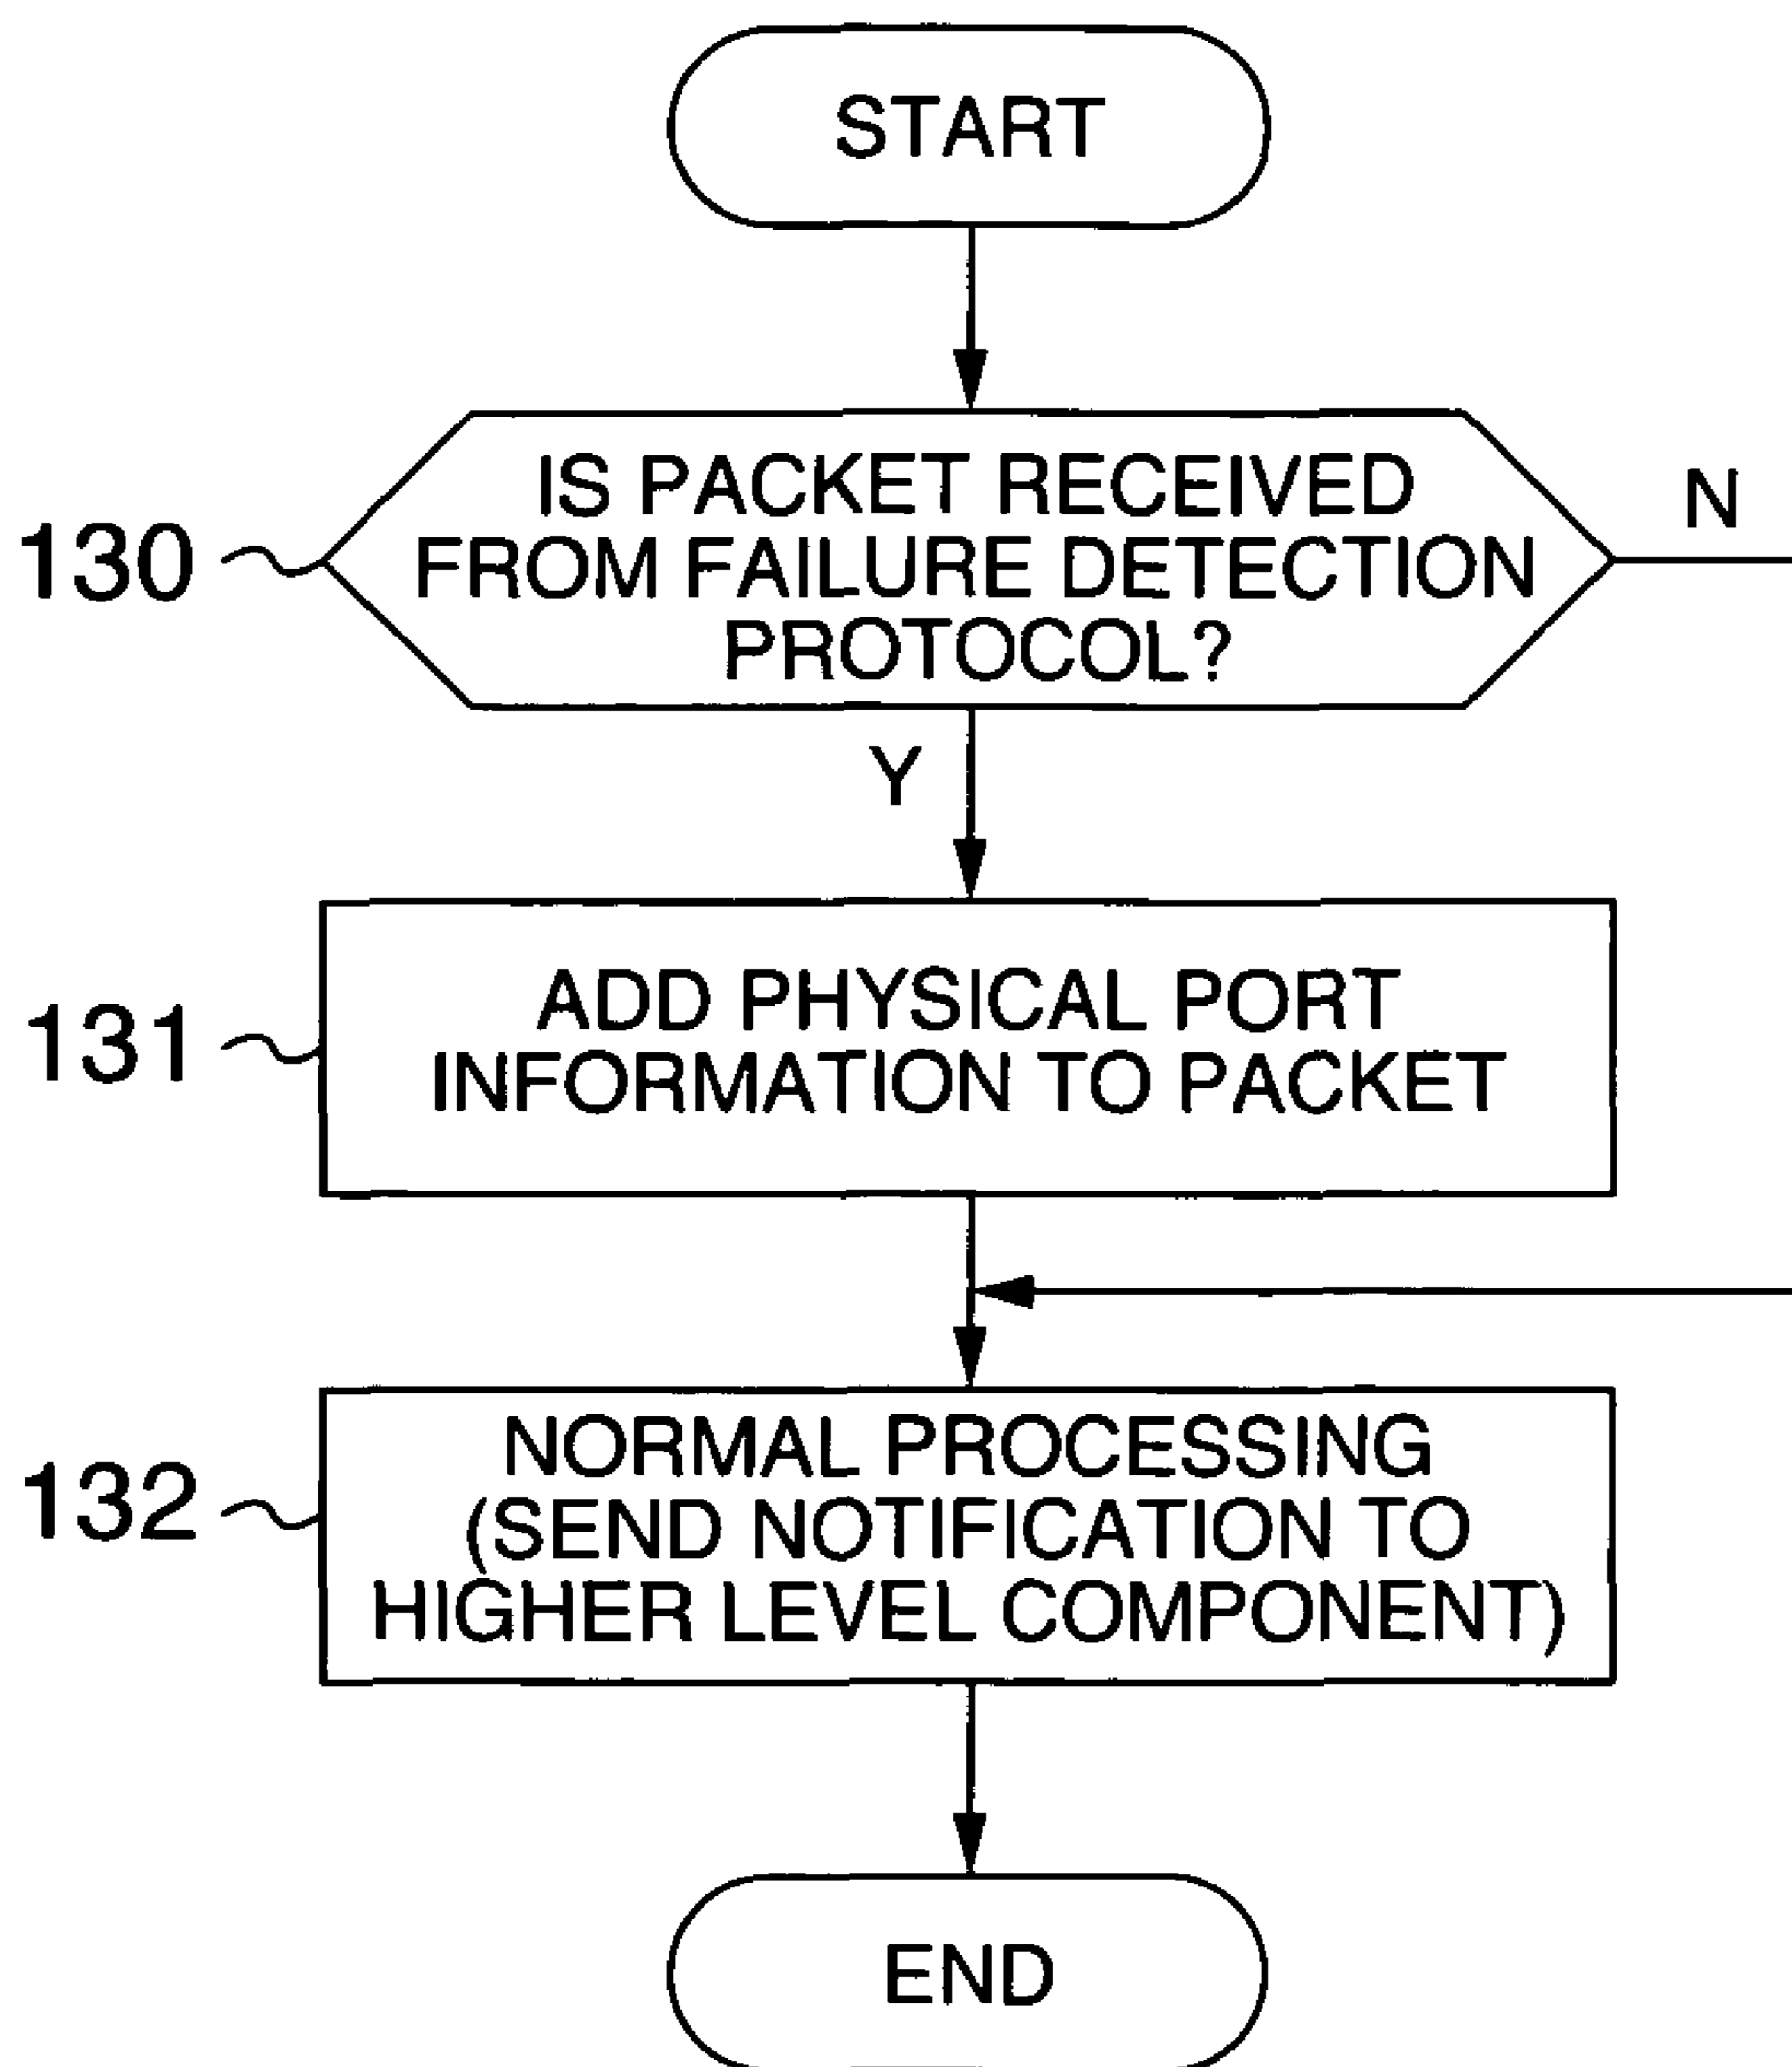 START
IS PACKET RECEIVED
FROM FAILURE DETECTION
PROTOCOL?
130
N
Y
ADD PHYSICAL PORT
INFORMATION TO PACKET
131
NORMAL PROCESSING
(SEND NOTIFICATION TO
HIGHER LEVEL COMPONENT)
132
END